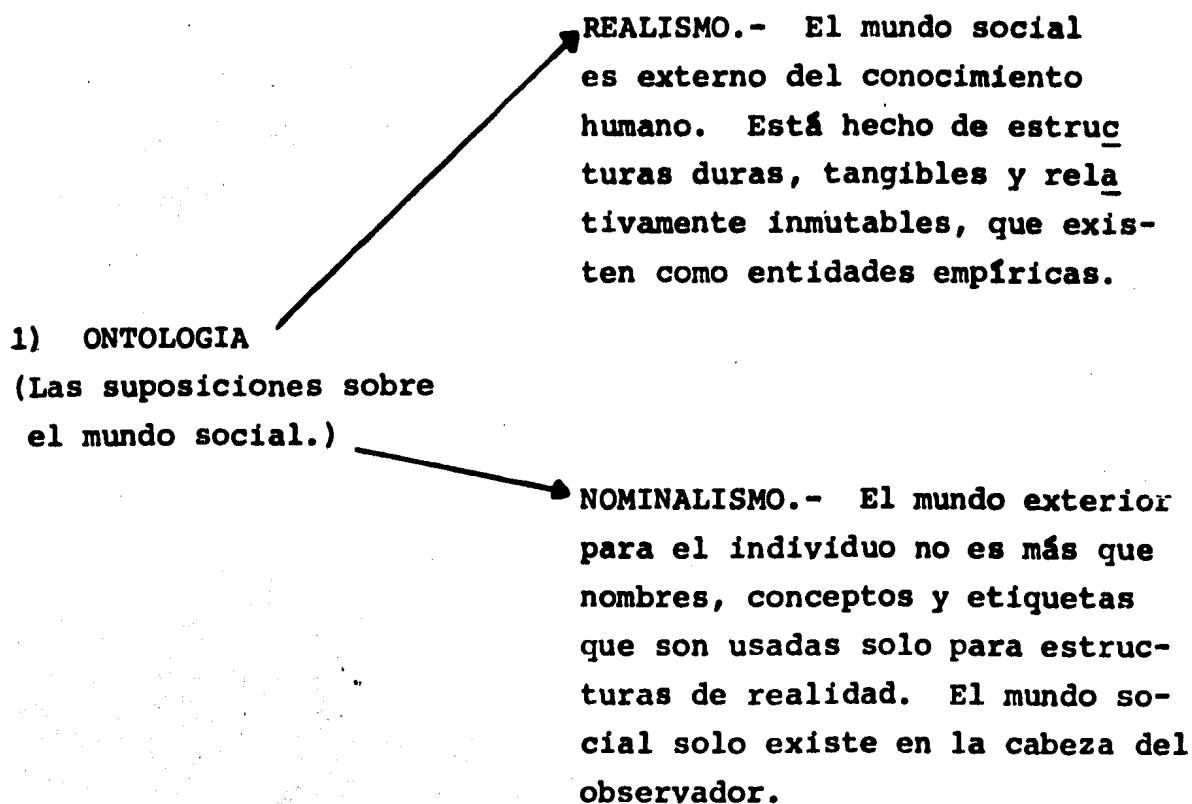 REALISMO.- El mundo social
es externo del conocimiento
humano. Está hecho de estruc
turas duras, tangibles y rela
tivamente inmutables, que exis-
ten como entidades empíricas.
1) ONTOLOGIA
(Las suposiciones sobre
el mundo social.)
NOMINALISMO.- El mundo exterior
para el individuo no es más que
nombres, conceptos y etiquetas
que son usadas solo para estruc-
turas de realidad. El mundo so-
cial solo existe en la cabeza del
observador.